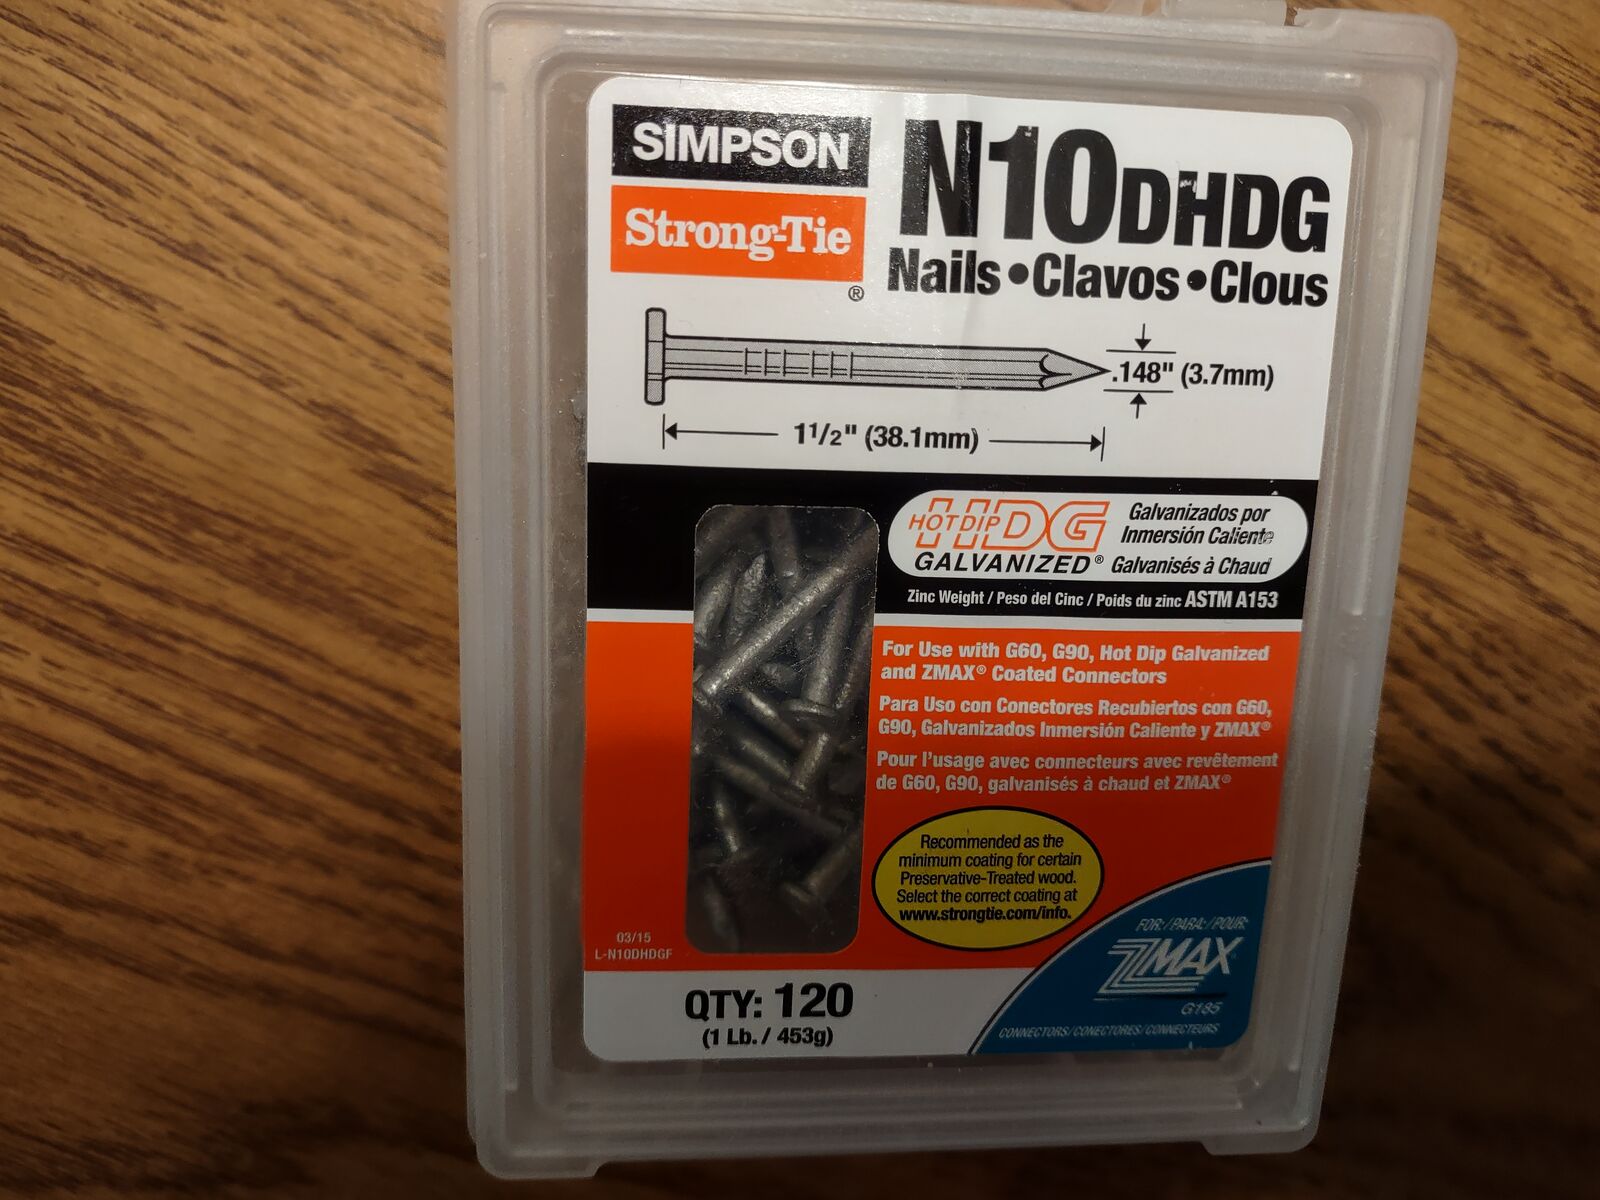 SIMPSON
Strong-Tie
®
N10DHDG
Nails • Clavos • Clous
.148" (3.7mm)
1 1/2" (38.1mm)
HDG
HOT DIP
GALVANIZED®
Galvanizados por
Inmersión Caliente
Galvanisés à Chaud
Zinc Weight / Peso del Cinc / Poids du zinc ASTM A153
For Use with G60, G90, Hot Dip Galvanized
and ZMAX® Coated Connectors
Para Uso con Conectores Recubiertos con G60,
G90, Galvanizados Inmersión Caliente y ZMAX®
Pour l'usage avec connecteurs avec revêtement
de G60, G90, galvanisés à chaud et ZMAX®
Recommended as the
minimum coating for certain
Preservative-Treated wood.
Select the correct coating at
www.strongtie.com/info.
03/15
L-N10DHDGF
QTY: 120
(1 Lb. / 453g)
FOR: / PARA: / POUR:
ZMAX®
G185
CONNECTORS/CONECTORES/CONNECTEURS